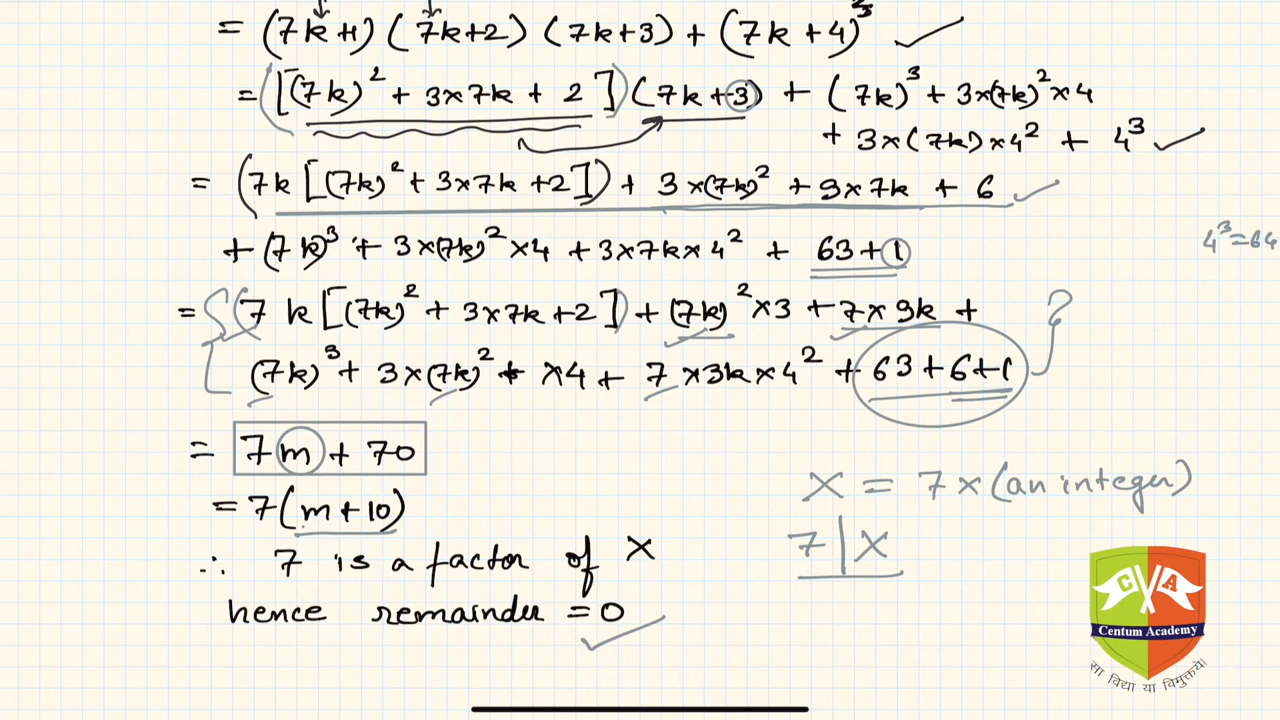 = (7k+1) (7k+2) (7k+3) + (7k+4)³
= [(7k)² + 3×7k + 2] (7k+3) + (7k)³ + 3×(7k)²×4
+ 3×(7k)×4² + 4³
= (7k [(7k)² + 3×7k +2]) + 3×(7k)² + 9×7k + 6
+ (7k)³ + 3×(7k)²×4 + 3×7k×4² + 63+1
4³=64
= {(7 k[(7k)² + 3×7k+2]) + (7k)²×3 + 7×9k +
(7k)³ + 3×(7k)² ×4 + 7×3k×4² + 63+6+1}
= 7m + 70
= 7(m+10)
X = 7×(an integer)
7|X
∴ 7 is a factor of X
hence remainder = 0
C A
Centum Academy
सा विद्या या विमुक्तये।